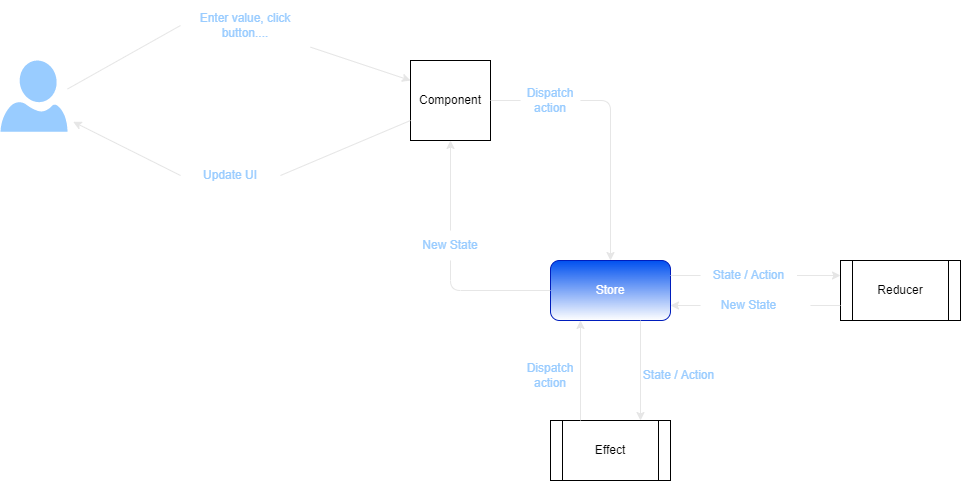 Enter value, click
button....
Component
Dispatch
action
Update UI
New State
Store
State / Action
New State
Reducer
Dispatch
action
State / Action
Effect